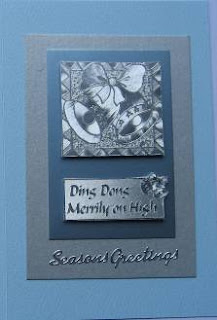 Ding Dong
Merrily on High
Seasons Greetings